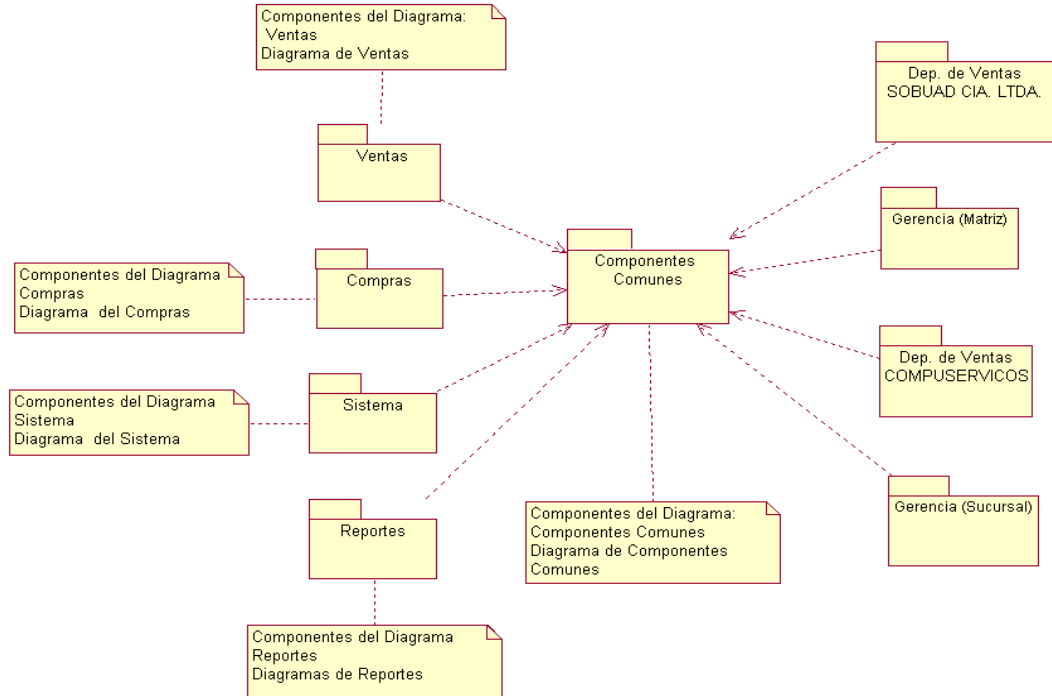 Componentes del Diagrama:
Ventas
Diagrama de Ventas
Dep. de Ventas
SOBUAD CIA. LTDA.
Ventas
Gerencia (Matriz)
Componentes
Comunes
Componentes del Diagrama
Compras
Diagrama del Compras
Compras
Dep. de Ventas
COMPUSERVICOS
Componentes del Diagrama
Sistema
Diagrama del Sistema
Sistema
Gerencia (Sucursal)
Reportes
Componentes del Diagrama:
Componentes Comunes
Diagrama de Componentes
Comunes
Componentes del Diagrama
Reportes
Diagramas de Reportes